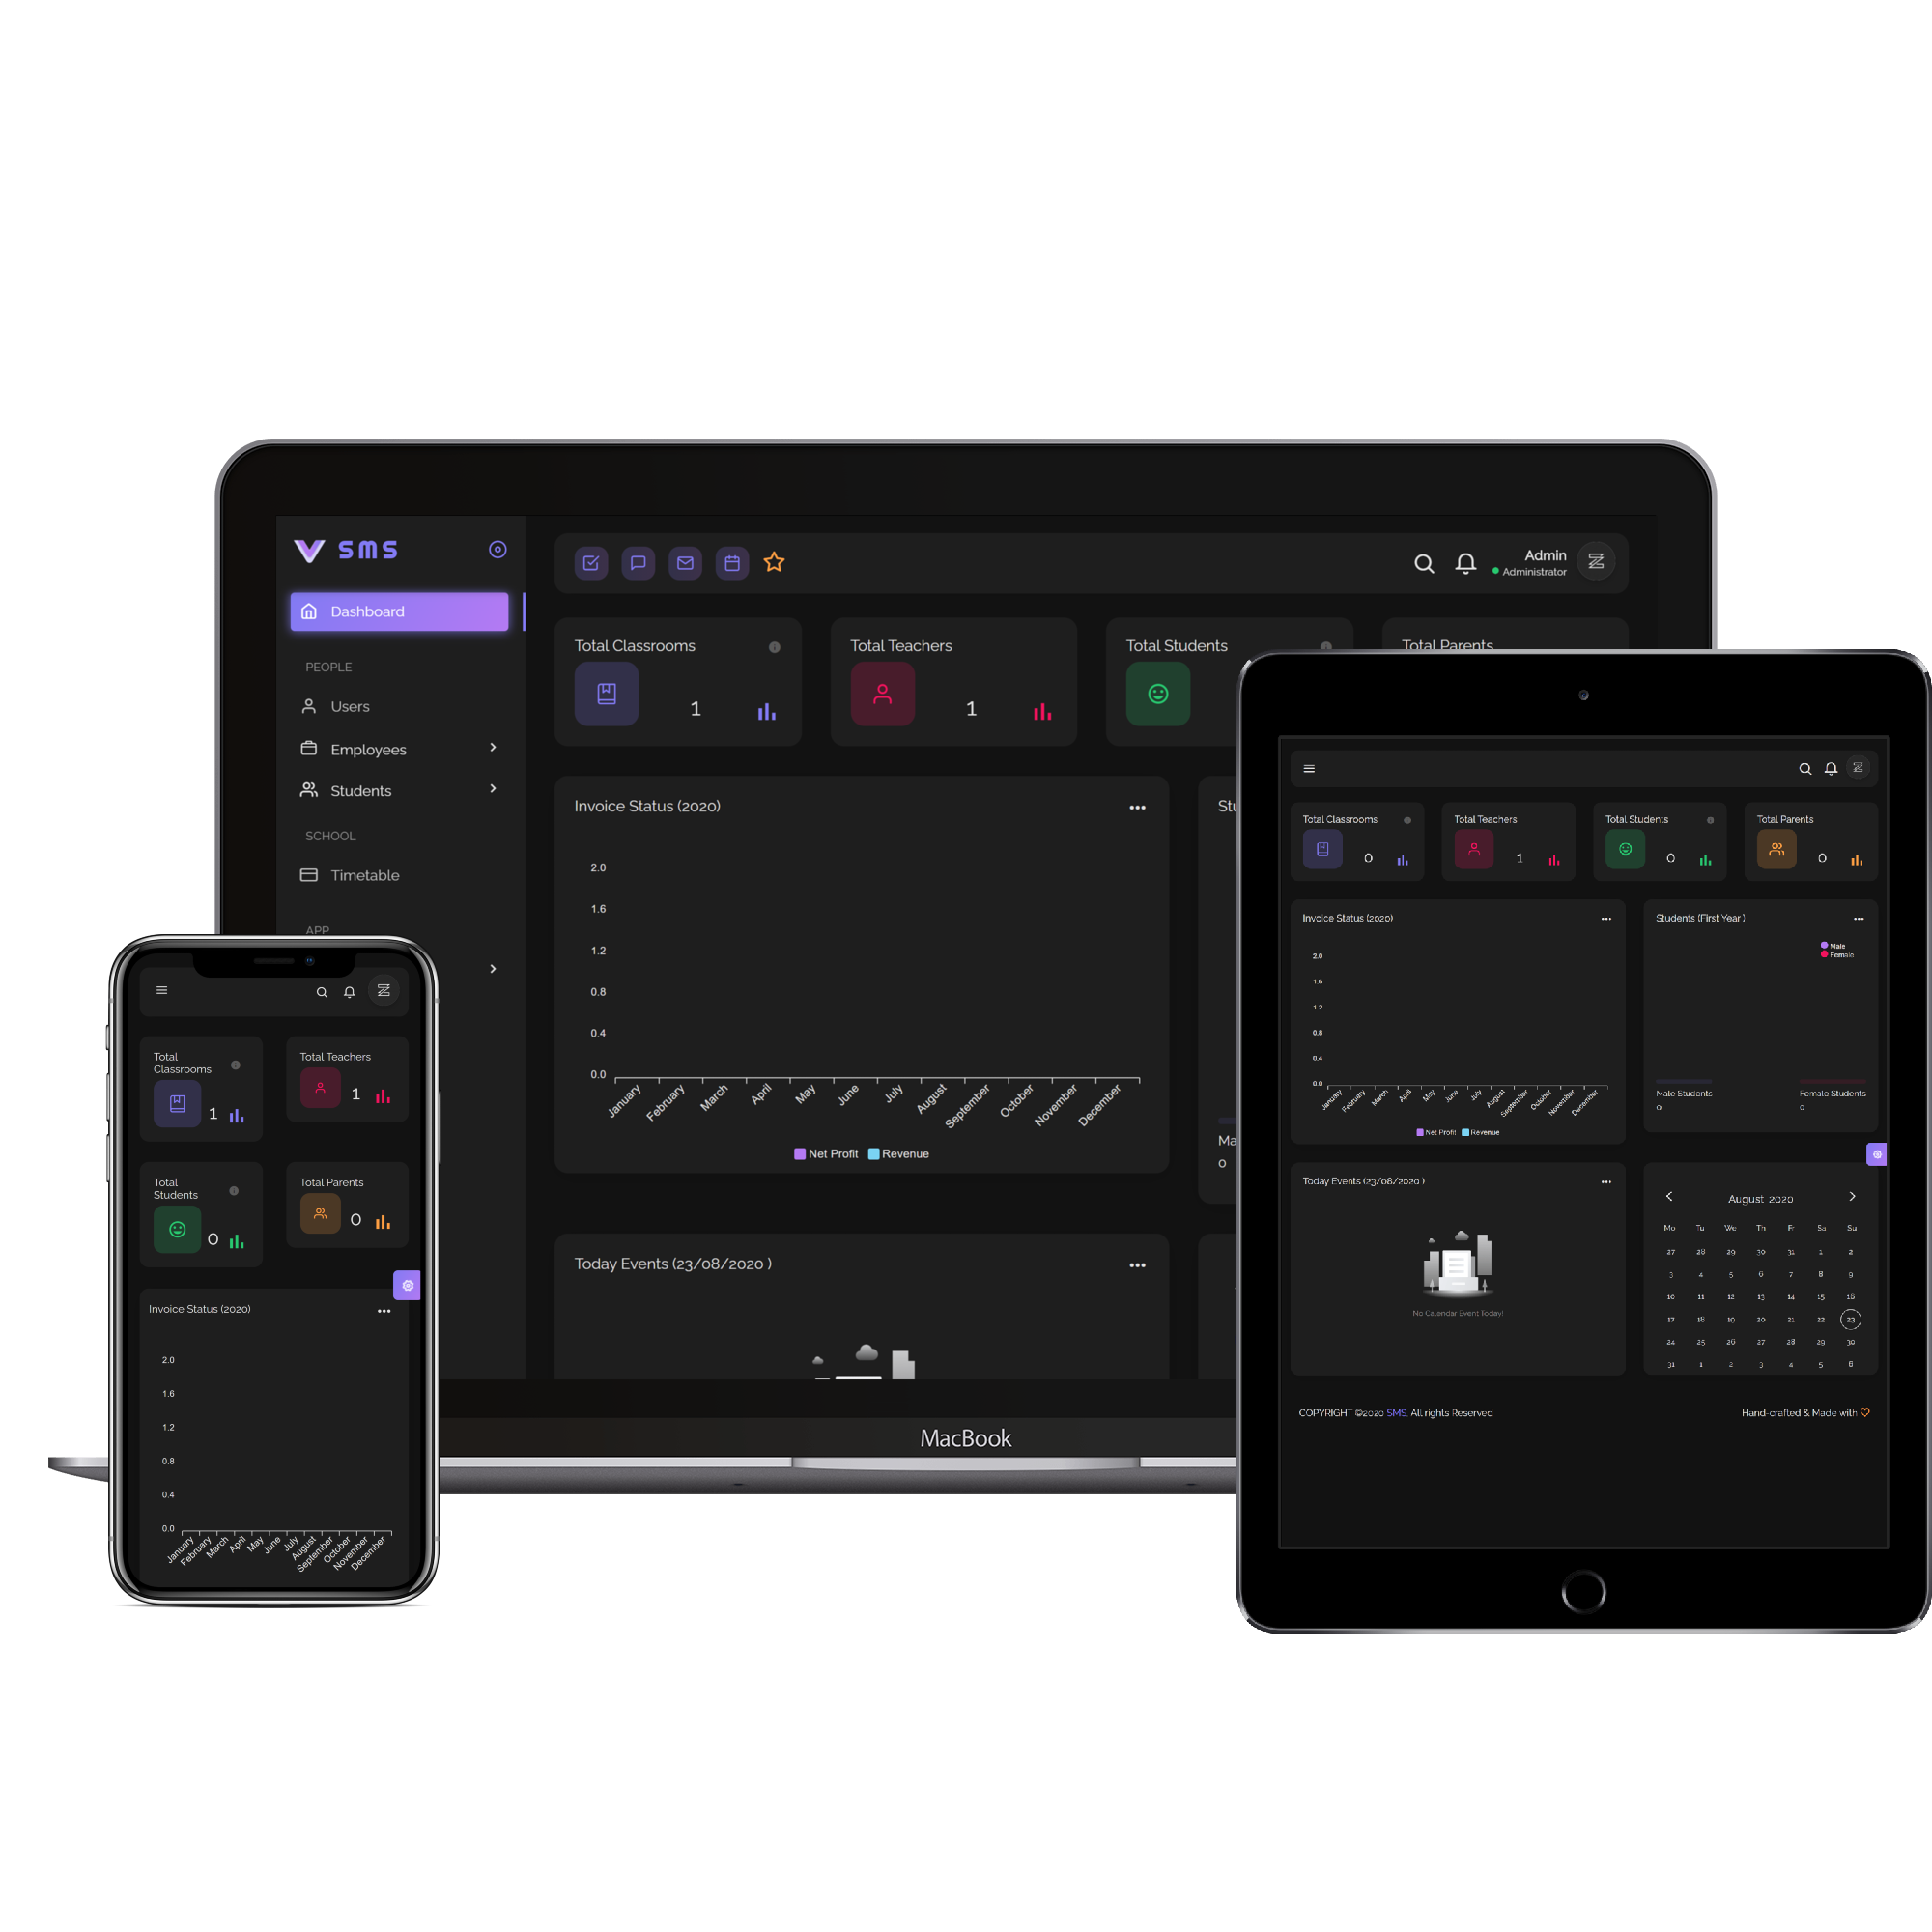 SMS
Dashboard
PEOPLE
Users
Employees
Students
SCHOOL
Timetable
APP
Admin
Administrator
Total Classrooms
1
Total Teachers
1
Total Students
Total Parents
Invoice Status (2020)
2.0
1.6
1.2
0.8
0.4
0.0
January February March April May June July August September October November December
Net Profit Revenue
Stu
Ma
0
Today Events (23/08/2020 )
MacBook
Total
Classrooms
1
Total Teachers
1
Total
Students
0
Total Parents
0
Invoice Status (2020)
2.0
1.6
1.2
0.8
0.4
0.0
January February March April May June July August September October November December
Total Classrooms
0
Total Teachers
1
Total Students
0
Total Parents
0
Invoice Status (2020)
2.0
1.6
1.2
0.8
0.4
0.0
January February March April May June July August September October November December
Net Profit Revenue
Students (First Year )
Male
Female
Male Students
0
Female Students
0
Today Events (23/08/2020 )
No Calendar Event Today!
August 2020
Mo Tu We Th Fr Sa Su
27 28 29 30 31 1 2
3 4 5 6 7 8 9
10 11 12 13 14 15 16
17 18 19 20 21 22 23
24 25 26 27 28 29 30
31 1 2 3 4 5 6
COPYRIGHT ©2020 SMS, All rights Reserved
Hand-crafted & Made with